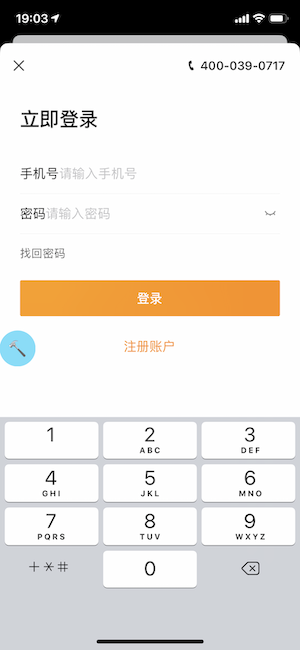 19:03
400-039-0717
立即登录
手机号请输入手机号
密码请输入密码
找回密码
登录
注册账户
1 2 3
ABC DEF
4 5 6
GHI JKL MNO
7 8 9
PQRS TUV WXYZ
+*# 0